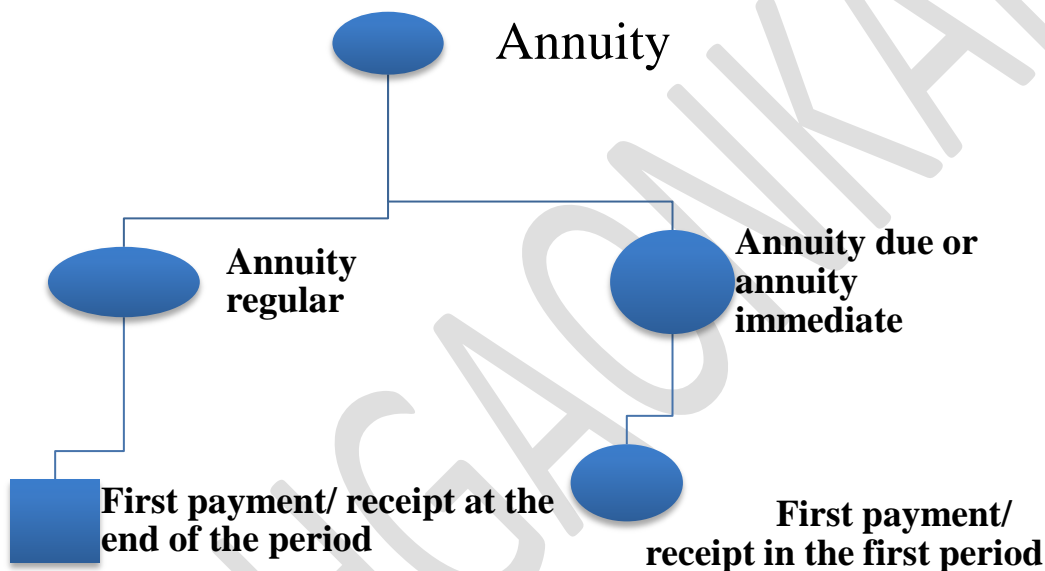 Annuity
Annuity
regular
Annuity due or
annuity
immediate
First payment/ receipt at the
end of the period
First payment/
receipt in the first period